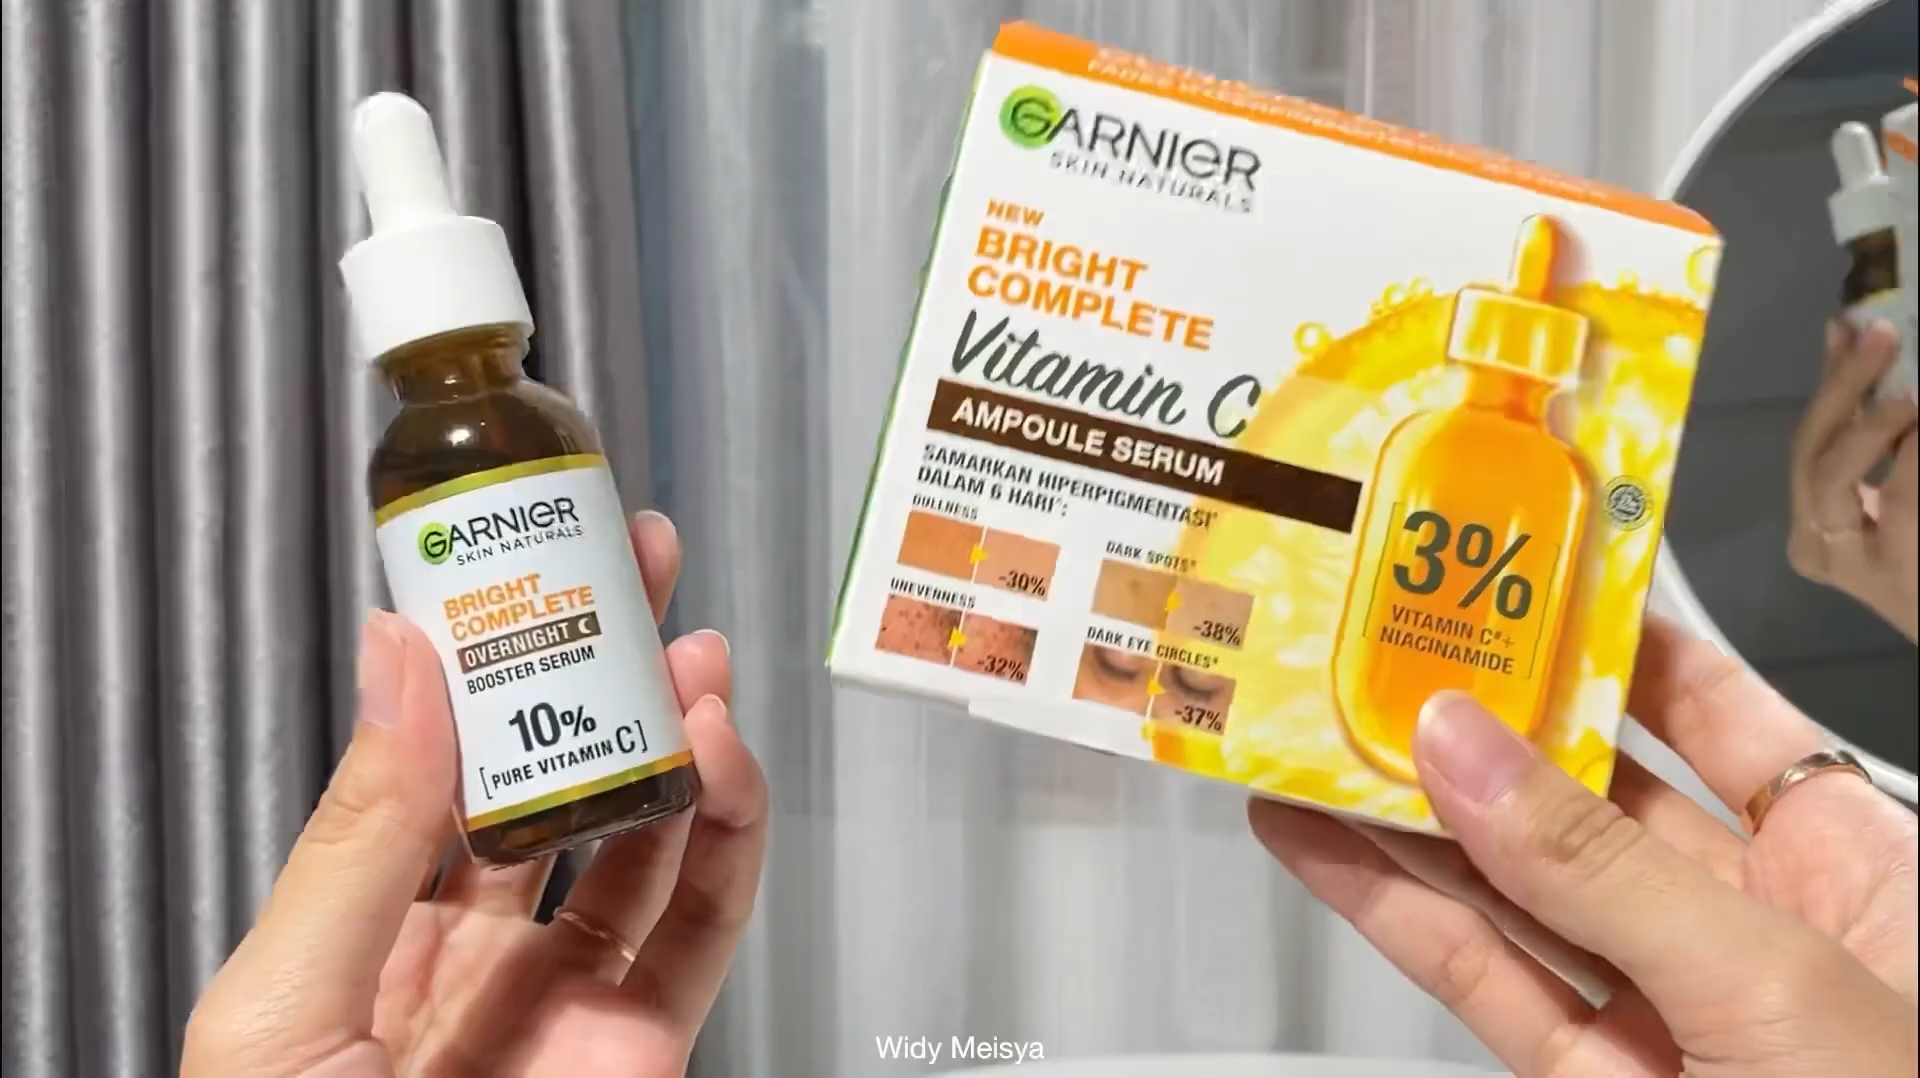 GARNIER
SKIN NATURALS
BRIGHT
COMPLETE
OVERNIGHT
BOOSTER SERUM
10%
[PURE VITAMIN C]
GARNIER
SKIN NATURALS
NEW
BRIGHT
COMPLETE
Vitamin C
AMPOULE SERUM
SAMARKAN HIPERPIGMENTASI
DALAM 6 HARI^:
DULLNESS
-30%
DARK SPOTS*
-38%
UNEVENNESS
-32%
DARK EYE CIRCLES*
-37%
3%
VITAMIN C#+
NIACINAMIDE
Widy Meisya